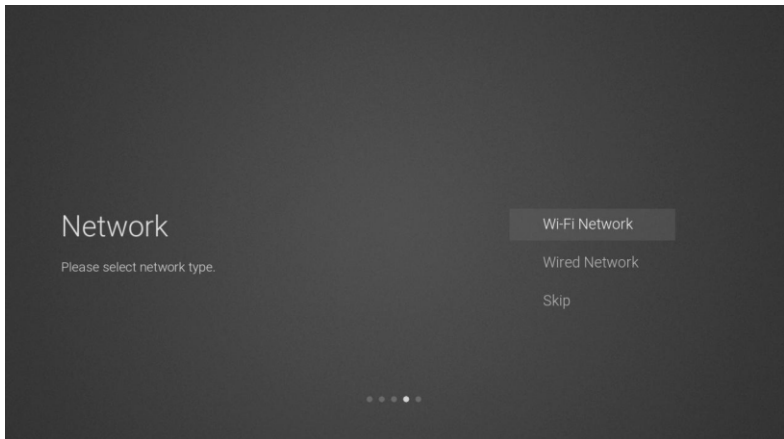 Network
Please select network type.
Wi-Fi Network
Wired Network
Skip